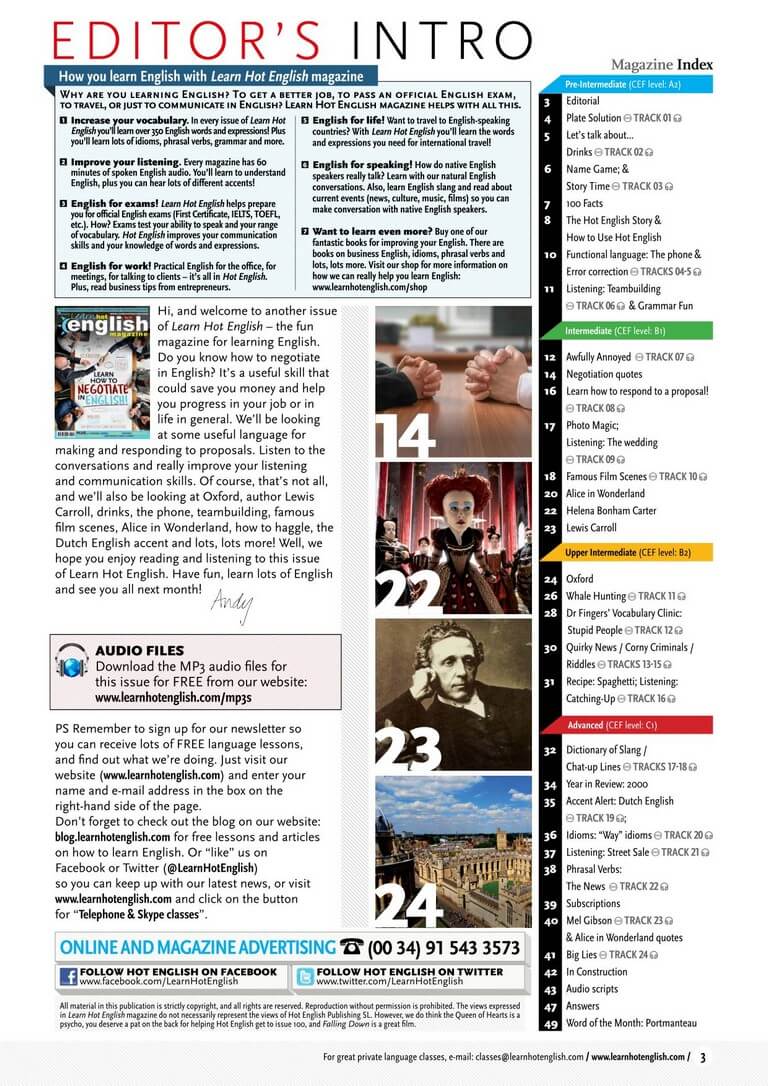 EDITOR'S INTRO
How you learn English with Learn Hot English magazine
WHY ARE YOU LEARNING ENGLISH? TO GET A BETTER JOB, TO PASS AN OFFICIAL ENGLISH EXAM,
TO TRAVEL, OR JUST TO COMMUNICATE IN ENGLISH? LEARN HOT ENGLISH MAGAZINE HELPS WITH ALL THIS.
1 Increase your vocabulary. In every issue of Learn Hot
English you'll learn over 350 English words and expressions! Plus
you'll learn lots of idioms, phrasal verbs, grammar and more.
2 Improve your listening. Every magazine has 60
minutes of spoken English audio. You'll learn to understand
English, plus you can hear lots of different accents!
3 English for exams! Learn Hot English helps prepare
you for official English exams (First Certificate, IELTS, TOEFL,
etc.). How? Exams test your ability to speak and your range
of vocabulary. Hot English improves your communication
skills and your knowledge of words and expressions.
4 English for work! Practical English for the office, for
meetings, for talking to clients – it's all in Hot English.
Plus, read business tips from entrepreneurs.
5 English for life! Want to travel to English-speaking
countries? With Learn Hot English you'll learn the words
and expressions you need for international travel!
6 English for speaking! How do native English
speakers really talk? Learn with our natural English
conversations. Also, learn English slang and read about
current events (news, culture, music, films) so you can
make conversation with native English speakers.
7 Want to learn even more? Buy one of our
fantastic books for improving your English. There are
books on business English, idioms, phrasal verbs and
lots, lots more. Visit our shop for more information on
how we can really help you learn English:
www.learnhotenglish.com/shop
Learn hot
english
magazine
LEARN
HOW TO
NEGOTIATE
IN ENGLISH!
Hi, and welcome to another issue
of Learn Hot English – the fun
magazine for learning English.
Do you know how to negotiate
in English? It's a useful skill that
could save you money and help
you progress in your job or in
life in general. We'll be looking
at some useful language for
making and responding to proposals. Listen to the
conversations and really improve your listening
and communication skills. Of course, that's not all,
and we'll also be looking at Oxford, author Lewis
Carroll, drinks, the phone, teambuilding, famous
film scenes, Alice in Wonderland, how to haggle, the
Dutch English accent and lots, lots more! Well, we
hope you enjoy reading and listening to this issue
of Learn Hot English. Have fun, learn lots of English
and see you all next month!
Andy
AUDIO FILES
Download the MP3 audio files for
this issue for FREE from our website:
www.learnhotenglish.com/mp3s
PS Remember to sign up for our newsletter so
you can receive lots of FREE language lessons,
and find out what we're doing. Just visit our
website (www.learnhotenglish.com) and enter your
name and e-mail address in the box on the
right-hand side of the page.
Don't forget to check out the blog on our website:
blog.learnhotenglish.com for free lessons and articles
on how to learn English. Or "like" us on
Facebook or Twitter (@LearnHotEnglish)
so you can keep up with our latest news, or visit
www.learnhotenglish.com and click on the button
for "Telephone & Skype classes".
14
22
23
24
ONLINE AND MAGAZINE ADVERTISING ☎ (00 34) 91 543 3573
FOLLOW HOT ENGLISH ON FACEBOOK
www.facebook.com/LearnHotEnglish
FOLLOW HOT ENGLISH ON TWITTER
www.twitter.com/LearnHotEnglish
All material in this publication is strictly copyright, and all rights are reserved. Reproduction without permission is prohibited. The views expressed
in Learn Hot English magazine do not necessarily represent the views of Hot English Publishing SL. However, we do think the Queen of Hearts is a
psycho, you deserve a pat on the back for helping Hot English get to issue 100, and Falling Down is a great film.
Magazine Index
Pre-Intermediate (CEF level: A2)
3 Editorial
4 Plate Solution TRACK 01
5 Let's talk about...
Drinks TRACK 02
6 Name Game; &
Story Time TRACK 03
7 100 Facts
8 The Hot English Story &
How to Use Hot English
10 Functional language: The phone &
Error correction TRACKS 04-5
11 Listening: Teambuilding
TRACK 06 & Grammar Fun
Intermediate (CEF level: B1)
12 Awfully Annoyed TRACK 07
14 Negotiation quotes
16 Learn how to respond to a proposal!
TRACK 08
17 Photo Magic;
Listening: The wedding
TRACK 09
18 Famous Film Scenes TRACK 10
20 Alice in Wonderland
22 Helena Bonham Carter
23 Lewis Carroll
Upper Intermediate (CEF level: B2)
24 Oxford
26 Whale Hunting TRACK 11
28 Dr Fingers' Vocabulary Clinic:
Stupid People TRACK 12
30 Quirky News / Corny Criminals /
Riddles TRACKS 13-15
31 Recipe: Spaghetti; Listening:
Catching-Up TRACK 16
Advanced (CEF level: C1)
32 Dictionary of Slang /
Chat-up Lines TRACKS 17-18
34 Year in Review: 2000
35 Accent Alert: Dutch English
TRACK 19;
36 Idioms: "Way" idioms TRACK 20
37 Listening: Street Sale TRACK 21
38 Phrasal Verbs:
The News TRACK 22
39 Subscriptions
40 Mel Gibson TRACK 23
& Alice in Wonderland quotes
41 Big Lies TRACK 24
42 In Construction
43 Audio scripts
47 Answers
49 Word of the Month: Portmanteau
For great private language classes, e-mail: classes@learnhotenglish.com / www.learnhotenglish.com / 3